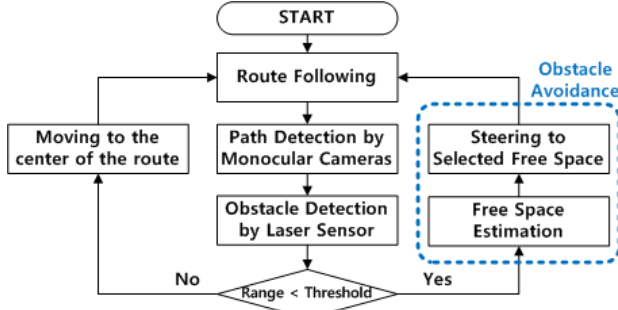 START
Route Following
Obstacle
Avoidance
Moving to the
center of the route
Path Detection by
Monocular Cameras
Steering to
Selected Free Space
Obstacle Detection
by Laser Sensor
Free Space
Estimation
No
Range < Threshold
Yes